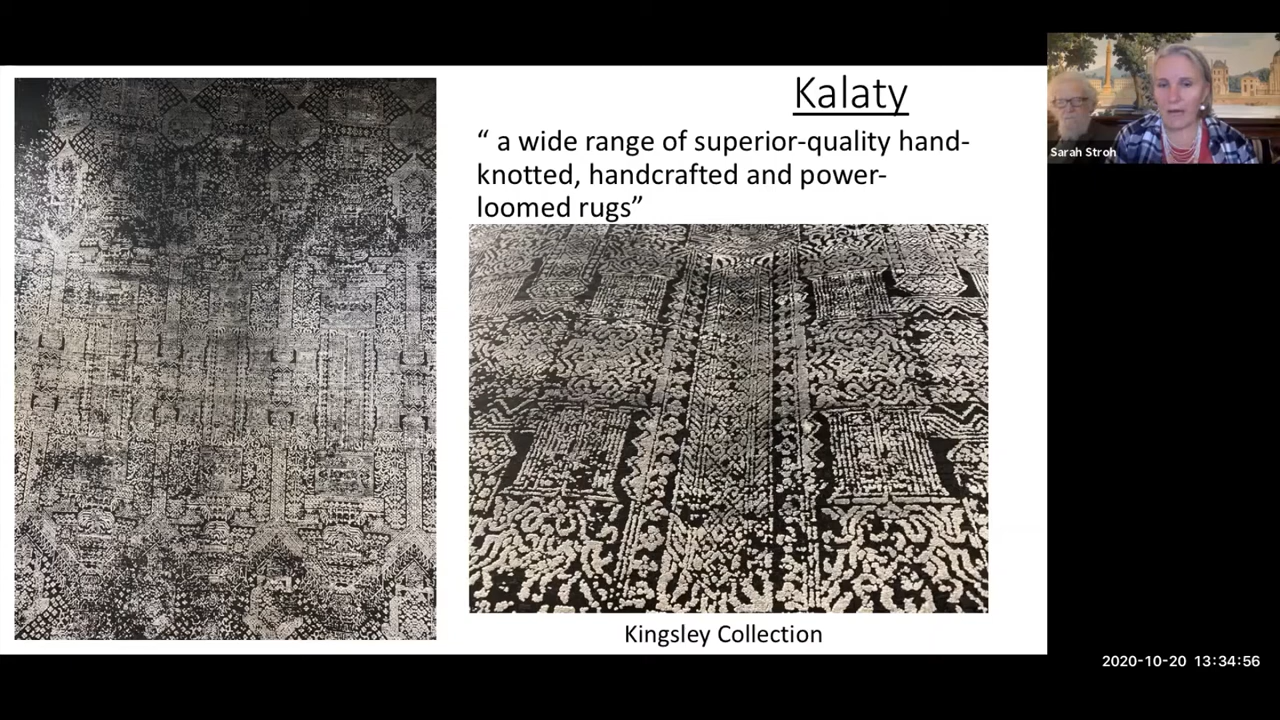 Kalaty
“ a wide range of superior-quality hand-
knotted, handcrafted and power-
loomed rugs”
Sarah Stroh
Kingsley Collection
2020-10-20 13:34:56